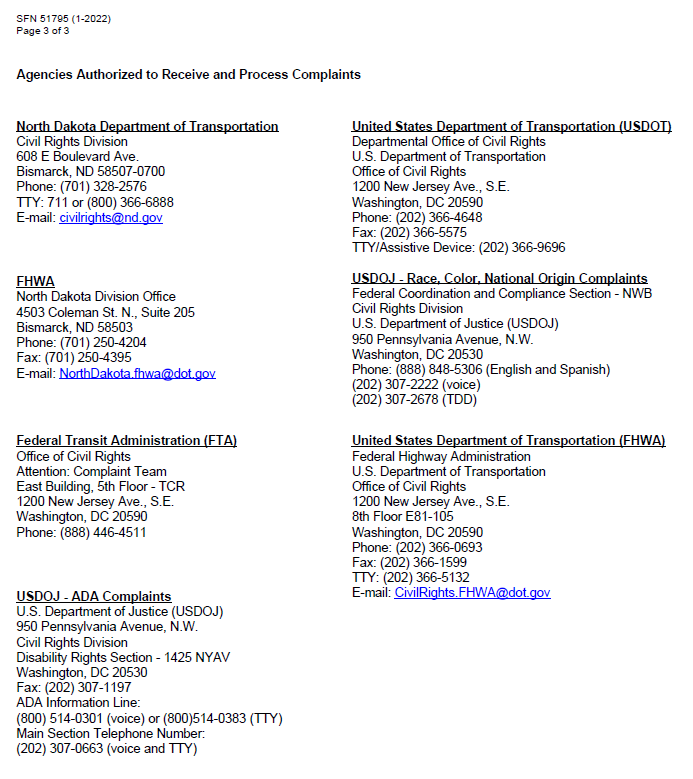 SFN 51795 (1-2022)
Page 3 of 3
Agencies Authorized to Receive and Process Complaints
North Dakota Department of Transportation
Civil Rights Division
608 E Boulevard Ave.
Bismarck, ND 58507-0700
Phone: (701) 328-2576
TTY: 711 or (800) 366-6888
E-mail: civilrights@nd.gov
FHWA
North Dakota Division Office
4503 Coleman St. N., Suite 205
Bismarck, ND 58503
Phone: (701) 250-4204
Fax: (701) 250-4395
E-mail: NorthDakota.fhwa@dot.gov
Federal Transit Administration (FTA)
Office of Civil Rights
Attention: Complaint Team
East Building, 5th Floor - TCR
1200 New Jersey Ave., S.E.
Washington, DC 20590
Phone: (888) 446-4511
USDOJ - ADA Complaints
U.S. Department of Justice (USDOJ)
950 Pennsylvania Avenue, N.W.
Civil Rights Division
Disability Rights Section - 1425 NYAV
Washington, DC 20530
Fax: (202) 307-1197
ADA Information Line:
(800) 514-0301 (voice) or (800)514-0383 (TTY)
Main Section Telephone Number:
(202) 307-0663 (voice and TTY)
United States Department of Transportation (USDOT)
Departmental Office of Civil Rights
U.S. Department of Transportation
Office of Civil Rights
1200 New Jersey Ave., S.E.
Washington, DC 20590
Phone: (202) 366-4648
Fax: (202) 366-5575
TTY/Assistive Device: (202) 366-9696
USDOJ - Race, Color, National Origin Complaints
Federal Coordination and Compliance Section - NWB
Civil Rights Division
U.S. Department of Justice (USDOJ)
950 Pennsylvania Avenue, N.W.
Washington, DC 20530
Phone: (888) 848-5306 (English and Spanish)
(202) 307-2222 (voice)
(202) 307-2678 (TDD)
United States Department of Transportation (FHWA)
Federal Highway Administration
U.S. Department of Transportation
Office of Civil Rights
1200 New Jersey Ave., S.E.
8th Floor E81-105
Washington, DC 20590
Phone: (202) 366-0693
Fax: (202) 366-1599
TTY: (202) 366-5132
E-mail: CivilRights.FHWA@dot.gov